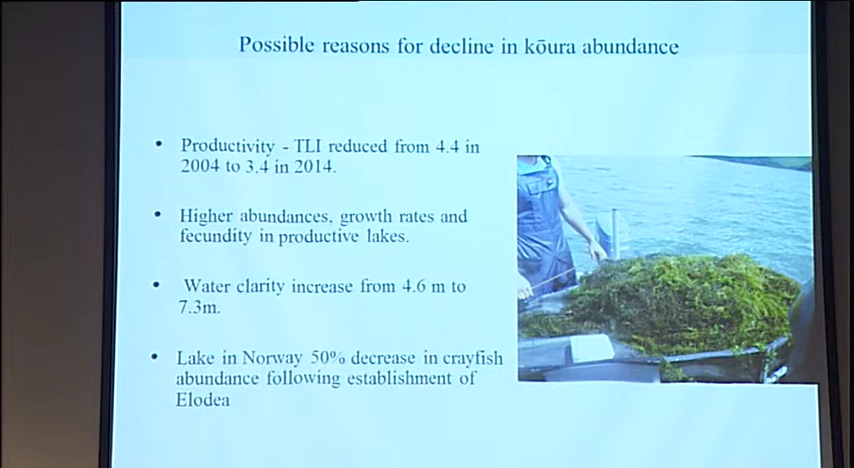 Possible reasons for decline in kōura abundance
• Productivity - TLI reduced from 4.4 in
2004 to 3.4 in 2014.
• Higher abundances, growth rates and
fecundity in productive lakes.
• Water clarity increase from 4.6 m to
7.3m.
• Lake in Norway 50% decrease in crayfish
abundance following establishment of
Elodea